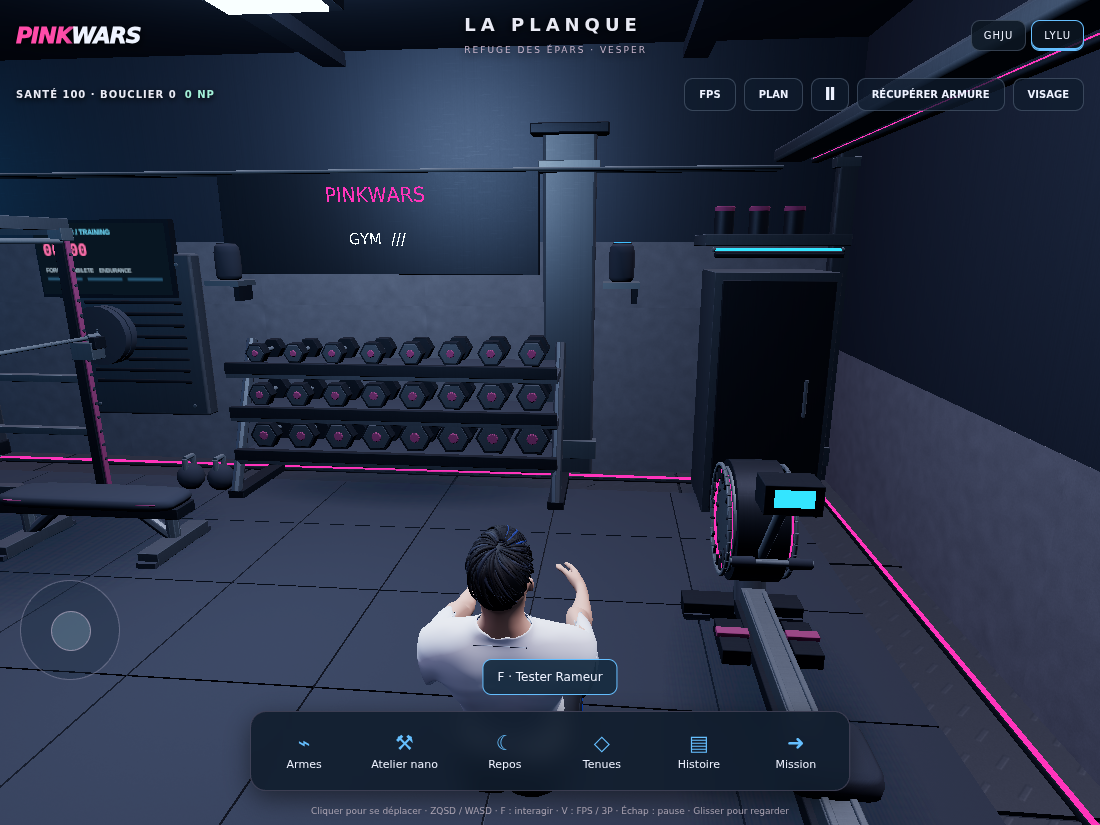 PINKWARS
LA PLANQUE
REFUGE DES ÉPARS · VESPER
GHJU
LYLU
SANTÉ 100 · BOUCLIER 0 0 NP
FPS
PLAN
RÉCUPÉRER ARMURE
VISAGE
PINKWARS
GYM ///
/ TRAINING
ENDURANCE
F · Tester Rameur
Armes
Atelier nano
Repos
Tenues
Histoire
Mission
Cliquer pour se déplacer · ZQSD / WASD · F : interagir · V : FPS / 3P · Échap : pause · Glisser pour regarder